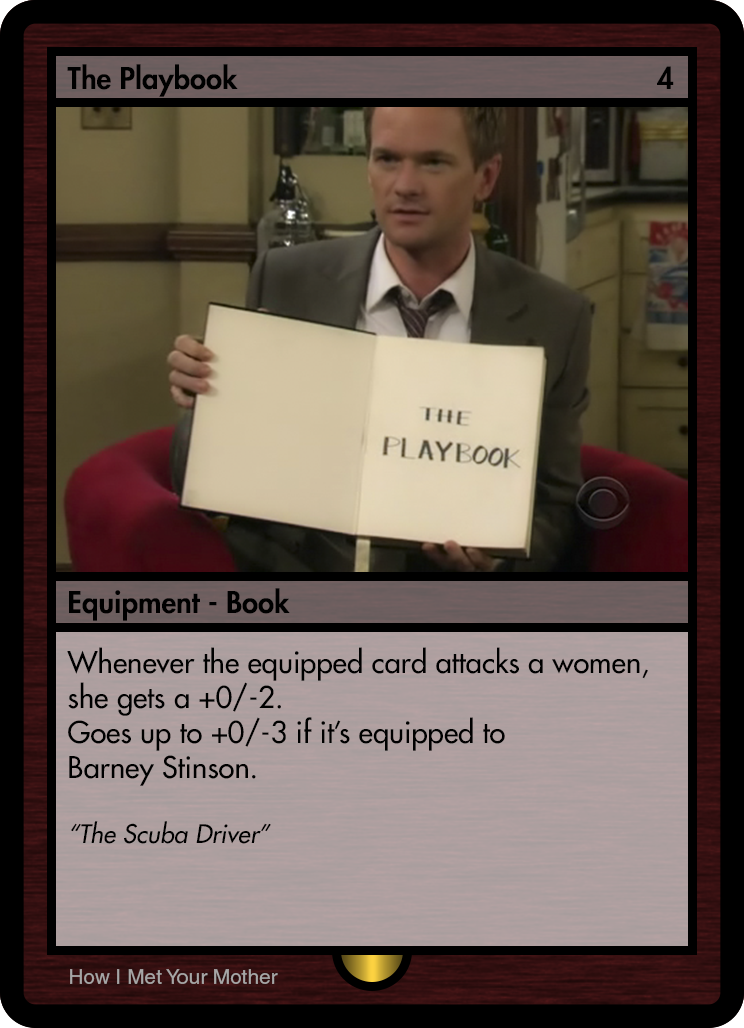 The Playbook 4
THE
PLAYBOOK
Equipment - Book
Whenever the equipped card attacks a women,
she gets a +0/-2.
Goes up to +0/-3 if it’s equipped to
Barney Stinson.
“The Scuba Driver”
How I Met Your Mother